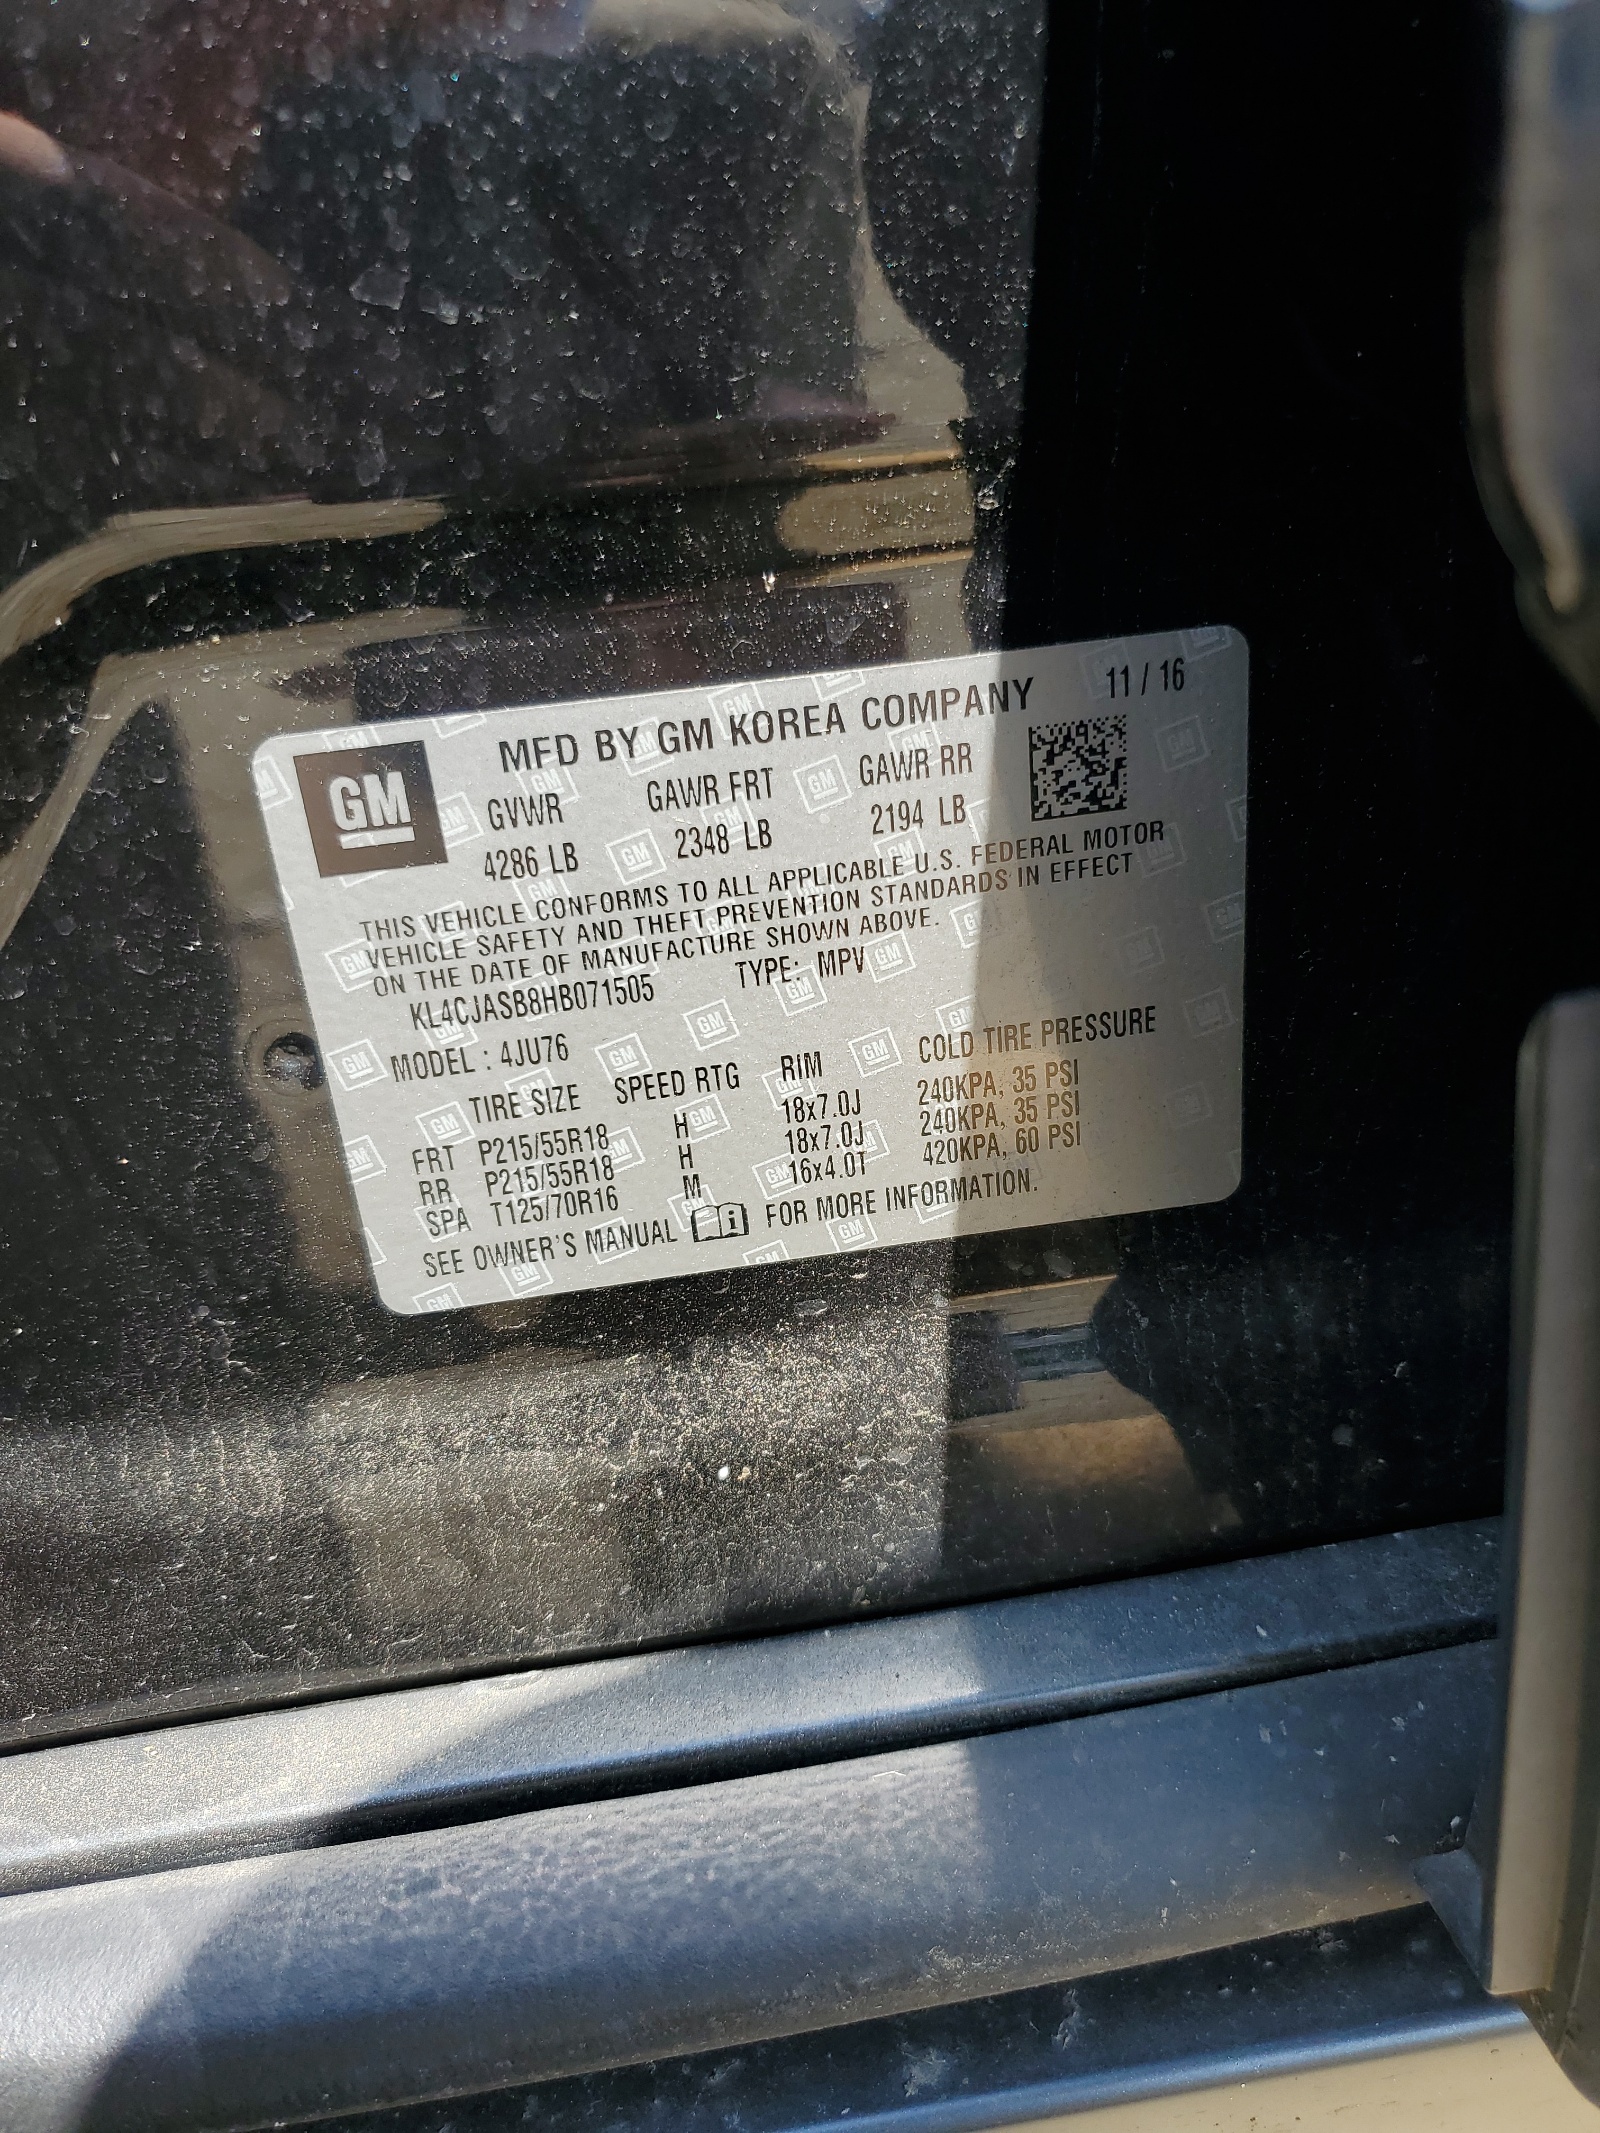 MFD BY GM KOREA COMPANY 11 / 16
GM
GVWR GAWR FRT GAWR RR
4286 LB 2348 LB 2194 LB
THIS VEHICLE CONFORMS TO ALL APPLICABLE U.S. FEDERAL MOTOR
VEHICLE SAFETY AND THEFT PREVENTION STANDARDS IN EFFECT
ON THE DATE OF MANUFACTURE SHOWN ABOVE.
KL4CJASB8HB071505 TYPE: MPV
MODEL : 4JU76
TIRE SIZE SPEED RTG RIM COLD TIRE PRESSURE
FRT P215/55R18 H 18x7.0J 240KPA, 35 PSI
RR P215/55R18 H 18x7.0J 240KPA, 35 PSI
SPA T125/70R16 M 16x4.0T 420KPA, 60 PSI
SEE OWNER'S MANUAL i FOR MORE INFORMATION.